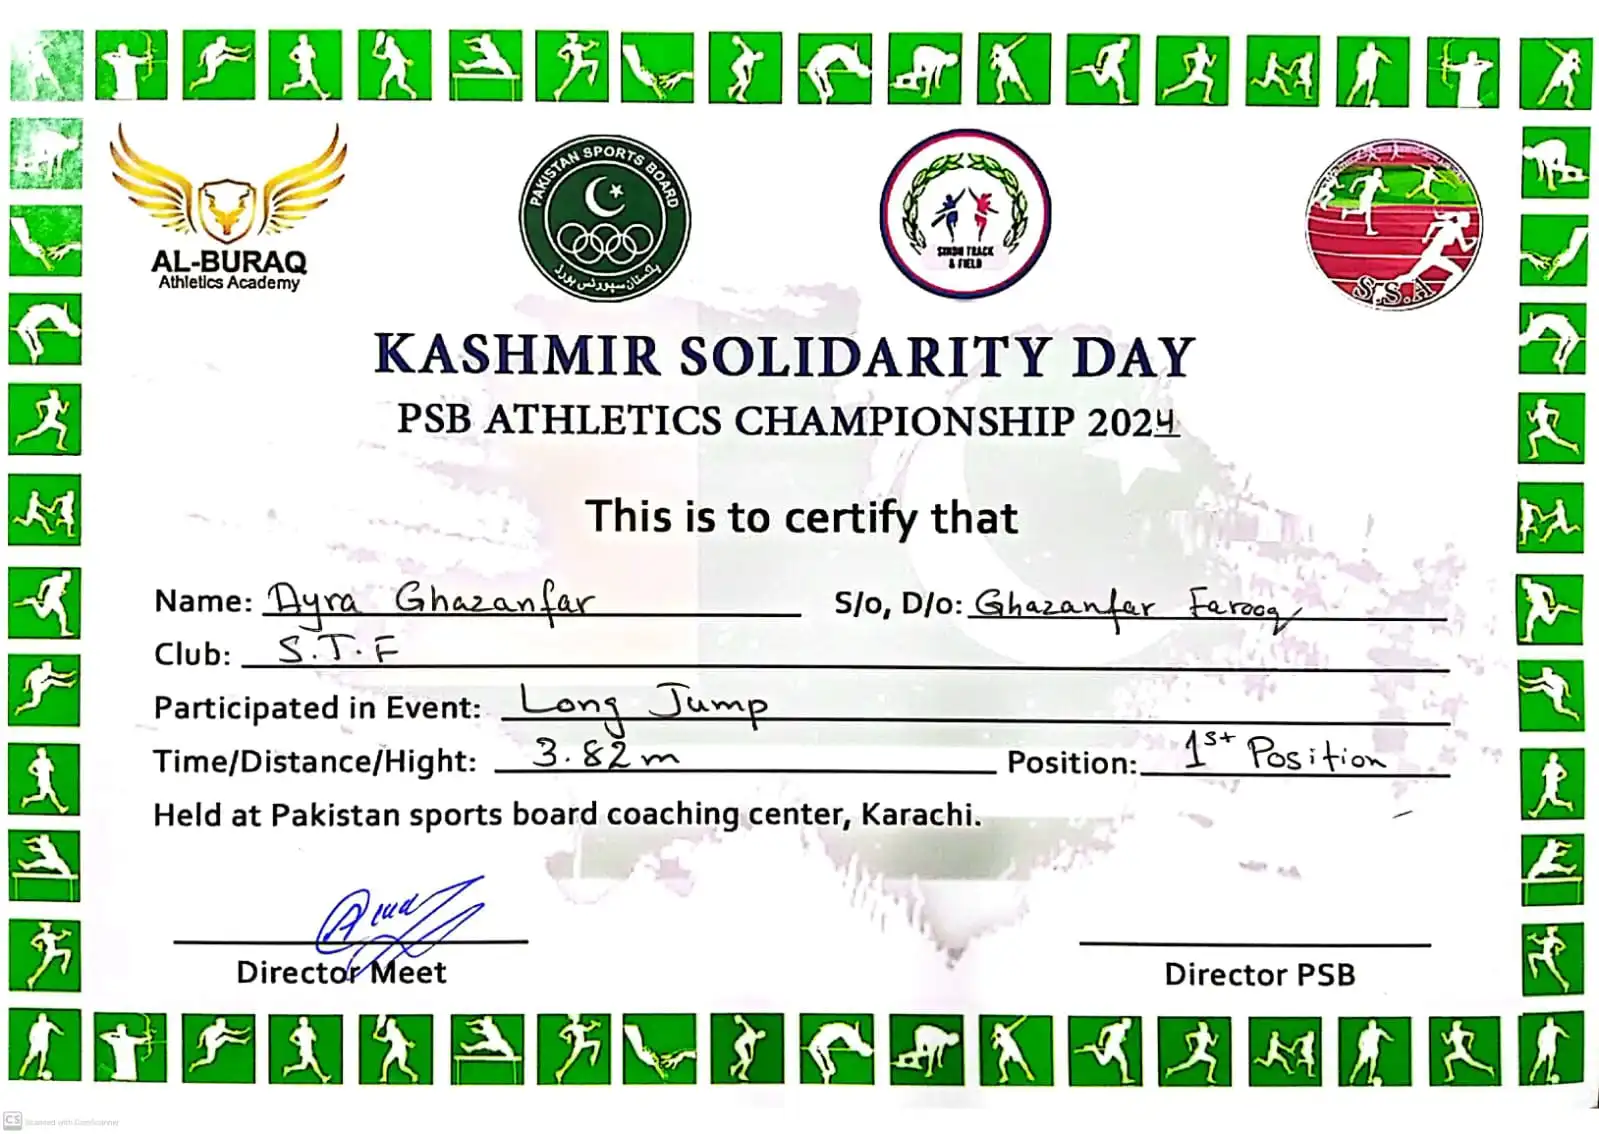 AL-BURAQ
Athletics Academy
PAKISTAN SPORTS BOARD
پاکستان سپورٹس بورڈ
SINDH TRACK
& FIELD
S.S.A
KASHMIR SOLIDARITY DAY
PSB ATHLETICS CHAMPIONSHIP 2024
This is to certify that
Name: Ayra Ghazanfar S/o, D/o: Ghazanfar Farooq
Club: S.T.F
Participated in Event: Long Jump
Time/Distance/Hight: 3.82m Position: 1st Position
Held at Pakistan sports board coaching center, Karachi.
Director Meet Director PSB
CS Scanned with CamScanner